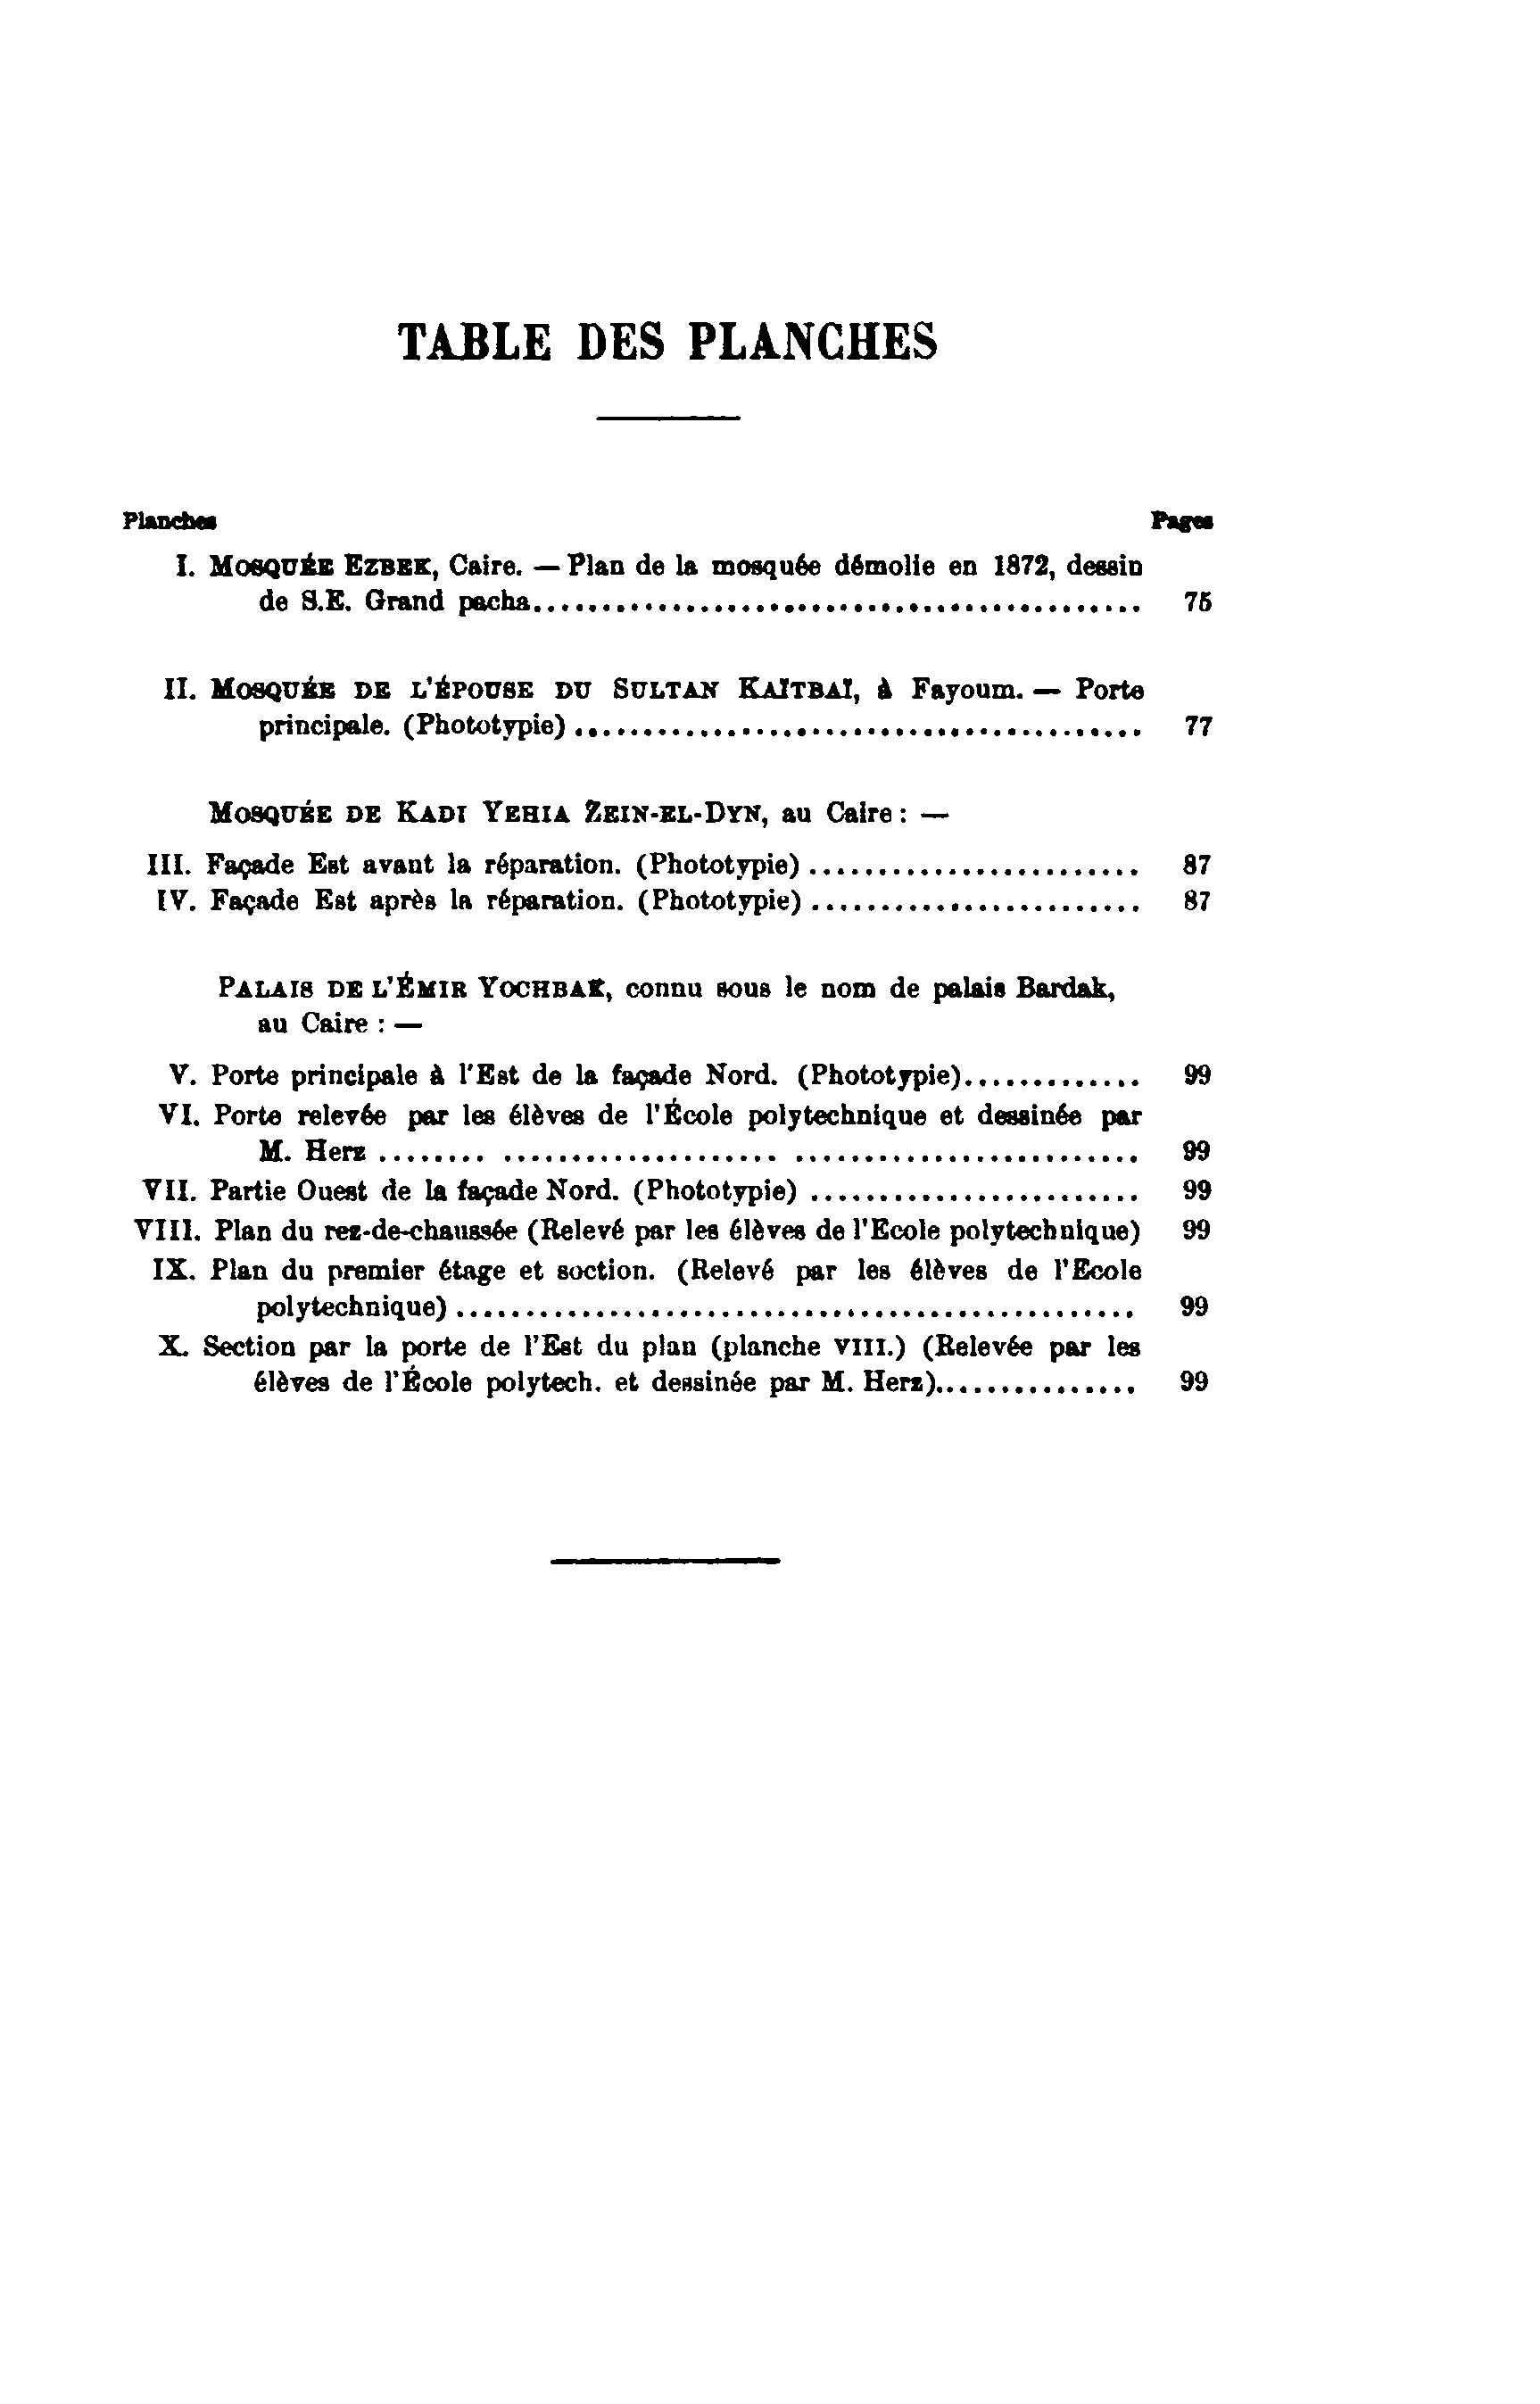 TABLE DES PLANCHES
Planches Pages
I. MOSQUÉE EZBEK, Caire. — Plan de la mosquée démolie en 1872, dessin
de S.E. Grand pacha............................................ 75
II. MOSQUÉE DE L'ÉPOUSE DU SULTAN KAÏTBAÏ, à Fayoum. — Porte
principale. (Phototypie) ......................................... 77
MOSQUÉE DE KADI YEHIA ZEIN-EL-DYN, au Caire : —
III. Façade Est avant la réparation. (Phototypie) ........................ 87
IV. Façade Est après la réparation. (Phototypie) ........................ 87
PALAIS DE L'ÉMIR YOCHBAK, connu sous le nom de palais Bardak,
au Caire : —
V. Porte principale à l'Est de la façade Nord. (Phototypie)............. 99
VI. Porte relevée par les élèves de l'École polytechnique et dessinée par
M. Herz ........ .................... ......................... 99
VII. Partie Ouest de la façade Nord. (Phototypie) ........................ 99
VIII. Plan du rez-de-chaussée (Relevé par les élèves de l'Ecole polytechnique) 99
IX. Plan du premier étage et soction. (Relevé par les élèves de l'Ecole
polytechnique) ................................................. 99
X. Section par la porte de l'Est du plan (planche VIII.) (Relevée par les
élèves de l'École polytech. et dessinée par M. Herz)............... 99